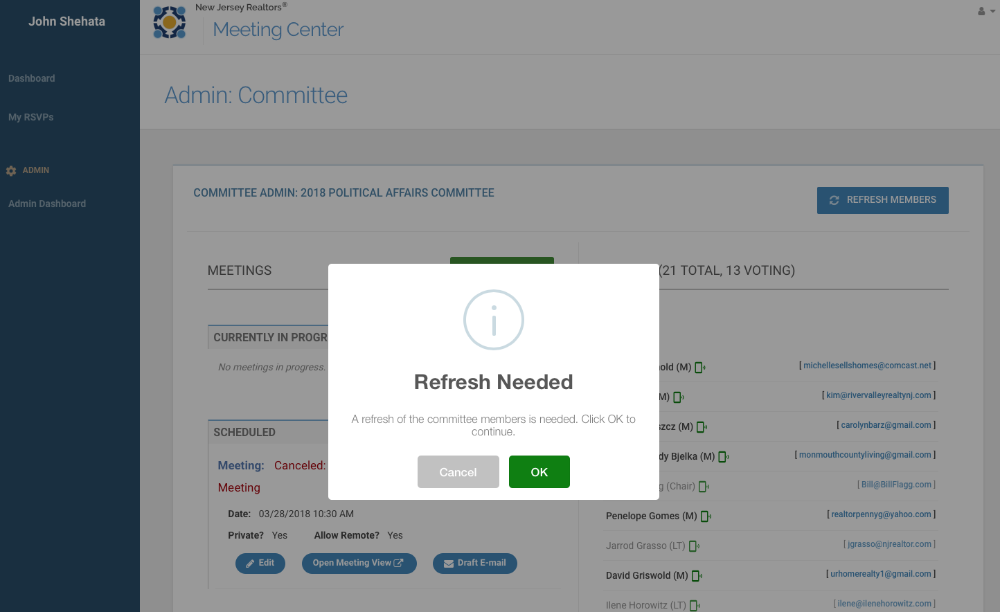 John Shehata
Dashboard
My RSVPs
ADMIN
Admin Dashboard
New Jersey Realtors®
Meeting Center
Admin: Committee
COMMITTEE ADMIN: 2018 POLITICAL AFFAIRS COMMITTEE
REFRESH MEMBERS
MEETINGS
CURRENTLY IN PROGR
No meetings in progress.
SCHEDULED
Meeting: Canceled:
Meeting
Date: 03/28/2018 10:30 AM
Private? Yes Allow Remote? Yes
Edit Open Meeting View Draft E-mail
Refresh Needed
A refresh of the committee members is needed. Click OK to
continue.
Cancel OK
(21 TOTAL, 13 VOTING)
old (M) [ michellesellshomes@comcast.net ]
M) [ kim@rivervalleyrealtynj.com ]
szcz (M) [ carolynbarz@gmail.com ]
dy Bjelka (M) [ monmouthcountyliving@gmail.com ]
g (Chair) [ Bill@BillFlagg.com ]
Penelope Gomes (M) [ realtorpennyg@yahoo.com ]
Jarrod Grasso (LT) [ jgrasso@njrealtor.com ]
David Griswold (M) [ urhomerealty1@gmail.com ]
Ilene Horowitz (LT) [ ilene@ilenehorowitz.com ]